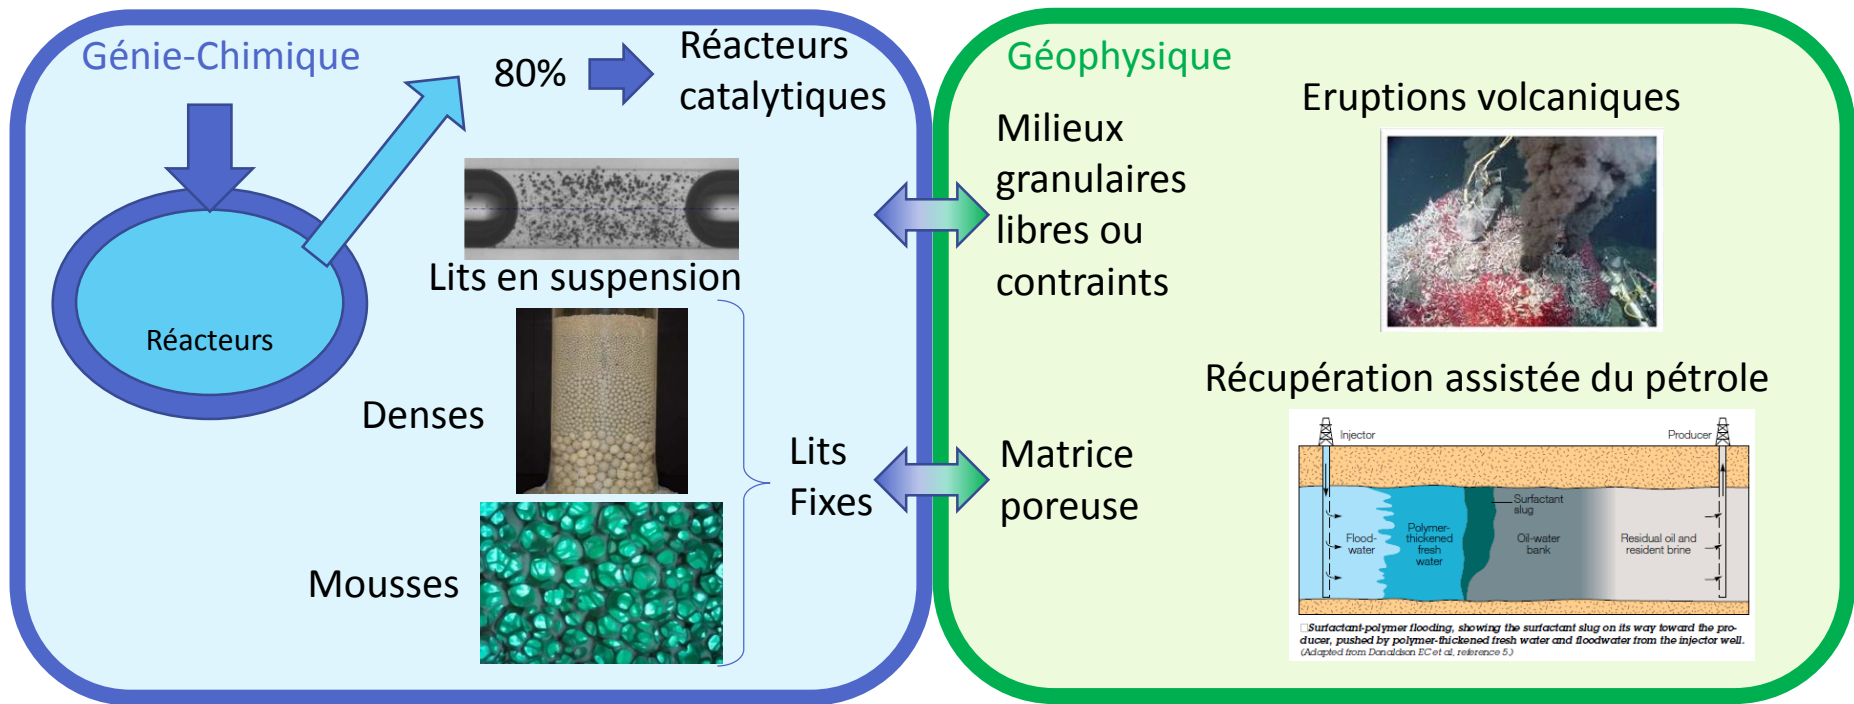 Génie-Chimique
80%
Réacteurs
catalytiques
Réacteurs
Lits en suspension
Denses
Mousses
Lits
Fixes
Géophysique
Milieux
granulaires
libres ou
contraints
Matrice
poreuse
Eruptions volcaniques
Récupération assistée du pétrole
Injector
Producer
Flood-
water
Polymer-
thickened
fresh
water
Surfactant
slug
Oil-water
bank
Residual oil and
resident brine
□Surfactant-polymer flooding, showing the surfactant slug on its way toward the pro-
ducer, pushed by polymer-thickened fresh water and floodwater from the injector well.
(Adapted from Donaldson EC et al, reference 5.)